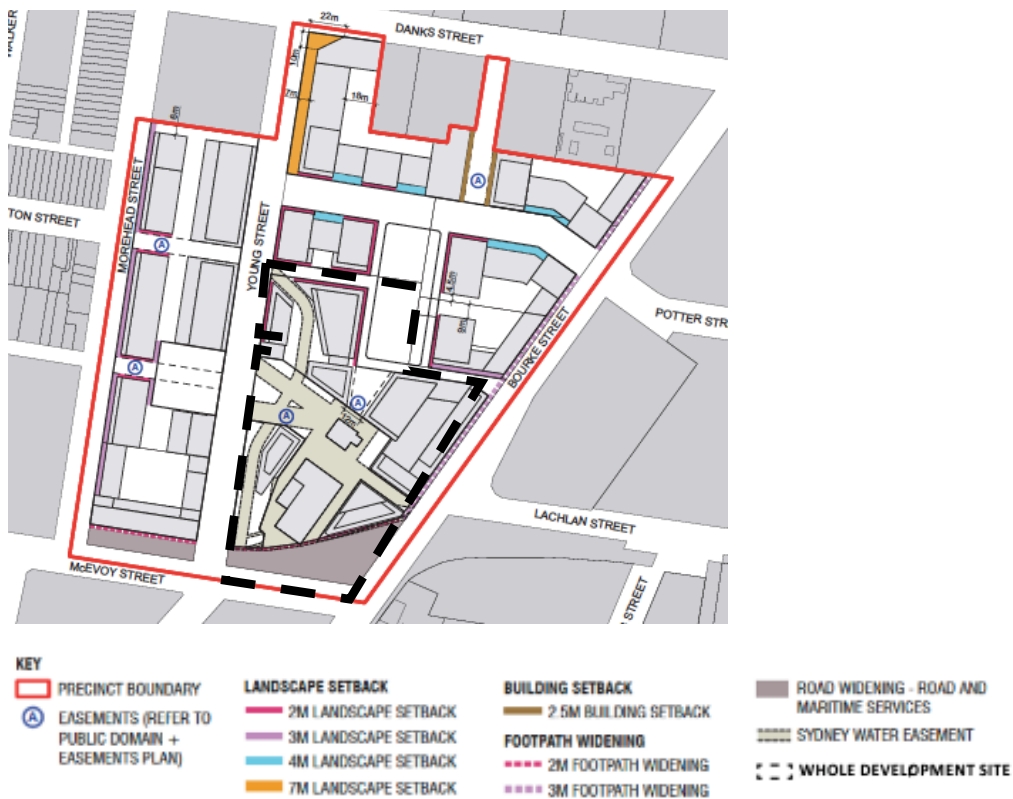 WALKER
22m
DANKS STREET
10m
7m
18m
6m
MOREHEAD STREET
TON STREET
YOUNG STREET
A
A
4.5m
9m
POTTER STR
BOURKE STREET
A
A
A
12m
LACHLAN STREET
McEVOY STREET
STREET
KEY
PRECINCT BOUNDARY
A EASEMENTS (REFER TO
PUBLIC DOMAIN +
EASEMENTS PLAN)
LANDSCAPE SETBACK
2M LANDSCAPE SETBACK
3M LANDSCAPE SETBACK
4M LANDSCAPE SETBACK
7M LANDSCAPE SETBACK
BUILDING SETBACK
2.5M BUILDING SETBACK
FOOTPATH WIDENING
2M FOOTPATH WIDENING
3M FOOTPATH WIDENING
ROAD WIDENING - ROAD AND
MARITIME SERVICES
SYDNEY WATER EASEMENT
WHOLE DEVELOPMENT SITE